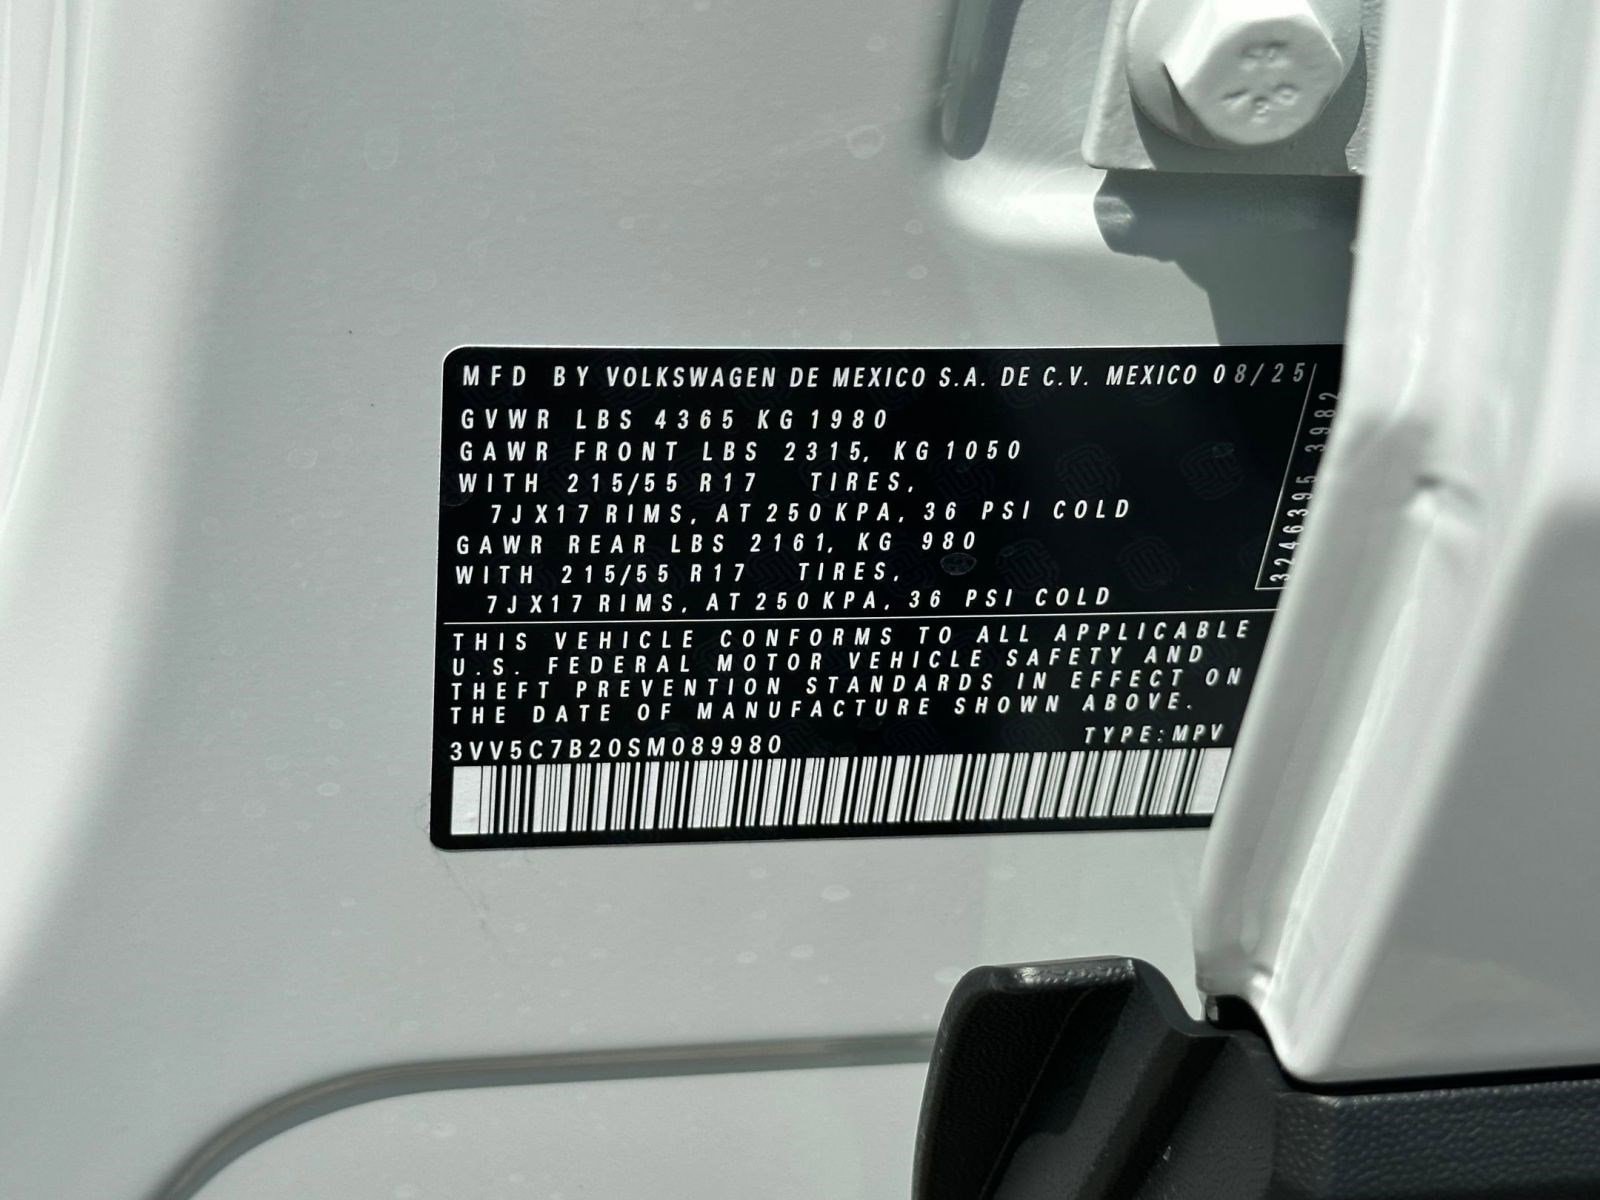 MFD BY VOLKSWAGEN DE MEXICO S.A. DE C.V. MEXICO 08/25
GVWR LBS 4365 KG 1980
GAWR FRONT LBS 2315, KG 1050
WITH 215/55 R17 TIRES,
7JX17 RIMS, AT 250 KPA, 36 PSI COLD
GAWR REAR LBS 2161, KG 980
WITH 215/55 R17 TIRES,
7JX17 RIMS, AT 250 KPA, 36 PSI COLD
3246395 3982
THIS VEHICLE CONFORMS TO ALL APPLICABLE
U.S. FEDERAL MOTOR VEHICLE SAFETY AND
THEFT PREVENTION STANDARDS IN EFFECT ON
THE DATE OF MANUFACTURE SHOWN ABOVE.
3VV5C7B20SM089980 TYPE: MPV